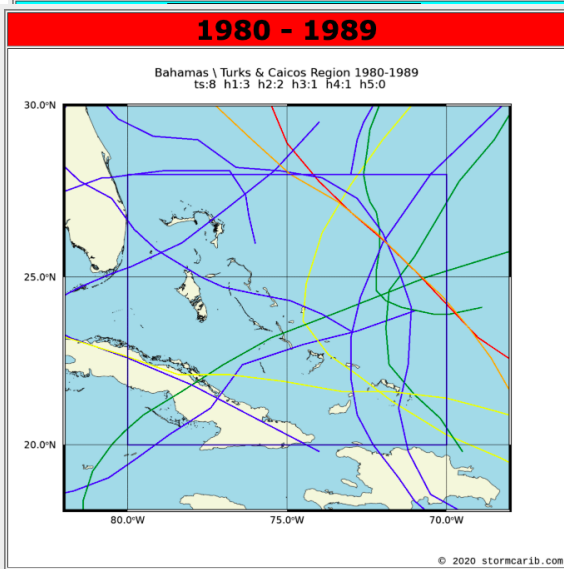 1980 - 1989
Bahamas \ Turks & Caicos Region 1980-1989
ts:8 h1:3 h2:2 h3:1 h4:1 h5:0
30.0°N
25.0°N
20.0°N
80.0°W
75.0°W
70.0°W
© 2020 stormcarib.com